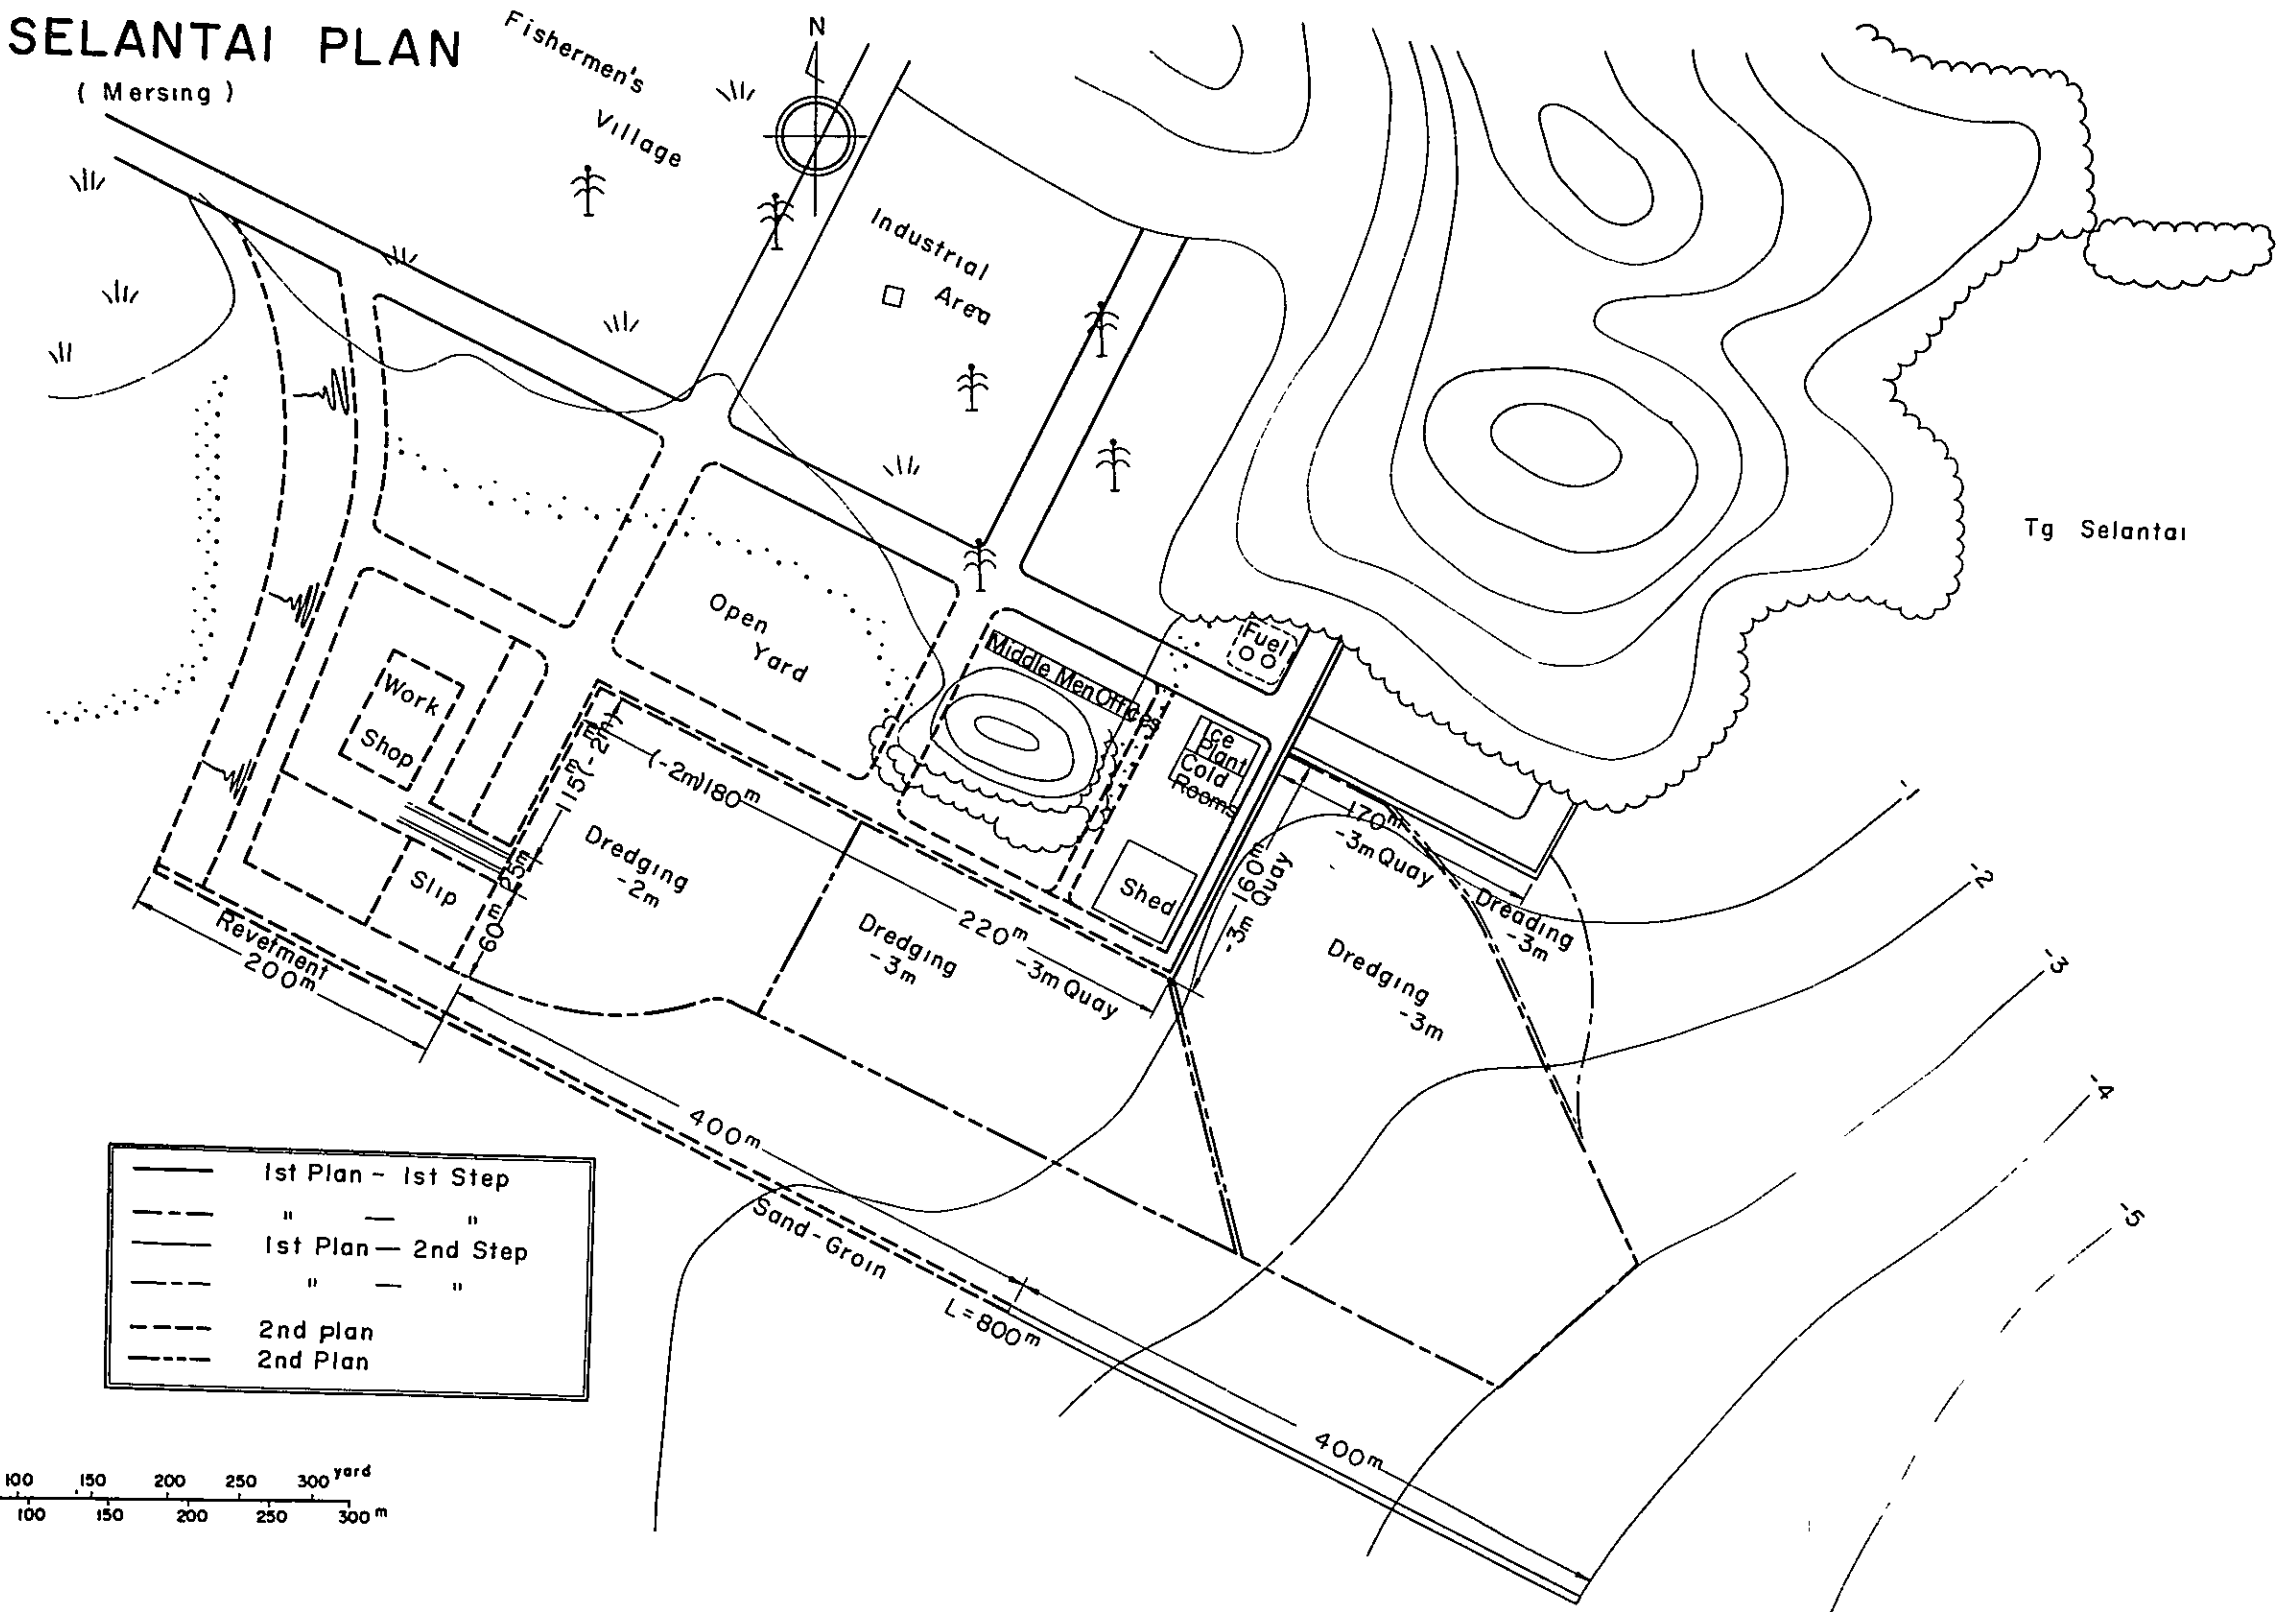 SELANTAI PLAN
( Mersing )
Fishermen's
Village
N
Industrial
Area
Tg Selantai
Open
Yard
Fuel
Middle Men Offices
Ice
Plant
Cold
Rooms
Shed
Work
Shop
Slip
115m (-2m)
(-2m) 180m
25m
60m
Dredging
-2m
Dredging
-3m
220m
-3m Quay
160m
-3m Quay
170m
-3m Quay
Dredging
-3m
Dreading
-3m
Revetment
200m
400m
Sand-Groin
L=800m
400m
-1
-2
-3
-4
-5
1st Plan - 1st Step
" — "
1st Plan — 2nd Step
" — "
2nd plan
2nd Plan
100 150 200 250 300 yard
100 150 200 250 300 m